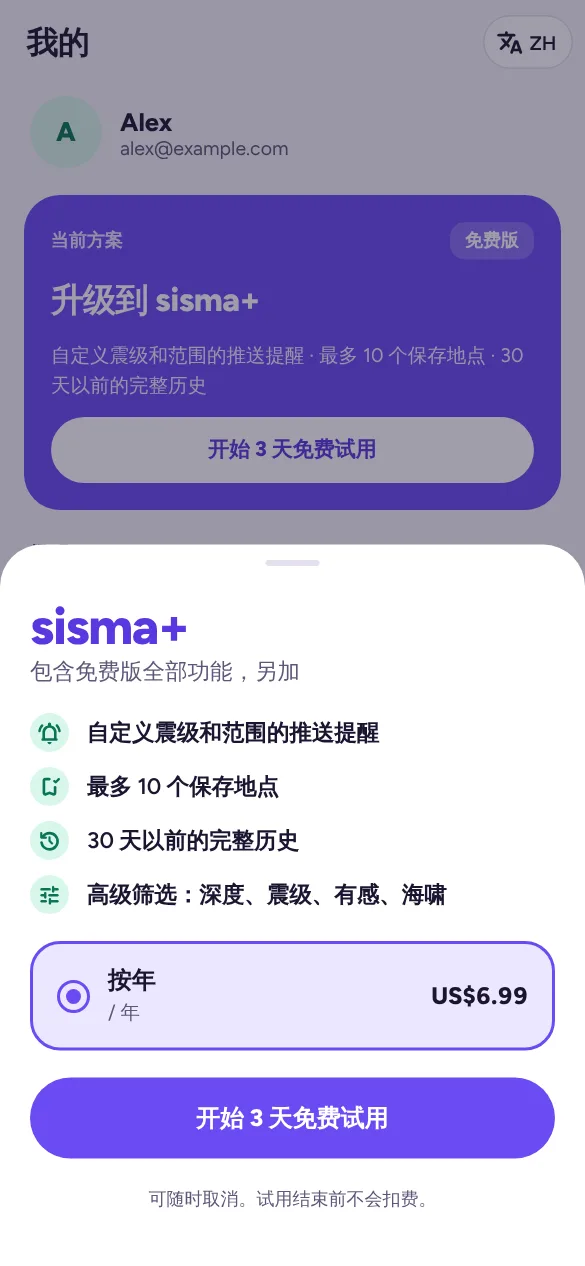 我的
ZH
A
Alex
alex@example.com
当前方案
免费版
升级到 sisma+
自定义震级和范围的推送提醒 · 最多 10 个保存地点 · 30
天以前的完整历史
开始 3 天免费试用
sisma+
包含免费版全部功能，另加
自定义震级和范围的推送提醒
最多 10 个保存地点
30 天以前的完整历史
高级筛选：深度、震级、有感、海啸
按年
/ 年
US$6.99
开始 3 天免费试用
可随时取消。试用结束前不会扣费。